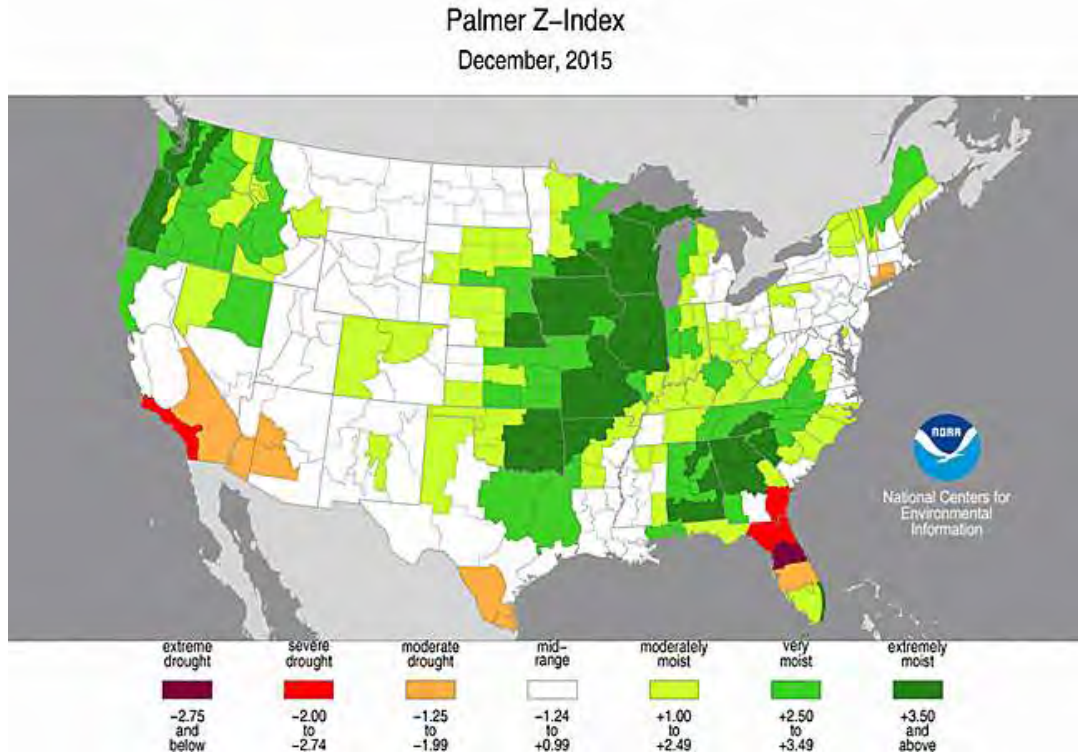 Palmer Z–Index
December, 2015
NOAA
National Centers for
Environmental
Information
extreme drought
severe drought
moderate drought
mid–range
moderately moist
very moist
extremely moist
–2.75 and below
–2.00 to –2.74
–1.25 to –1.99
–1.24 to +0.99
+1.00 to +2.49
+2.50 to +3.49
+3.50 and above